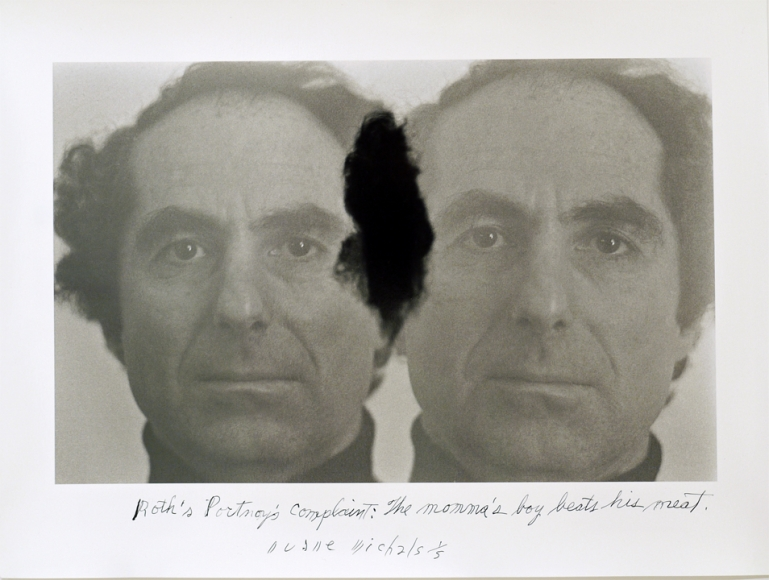 Roth's Portnoy's Complaint: The momma's boy beats his meat.
Duane Michals 1/5